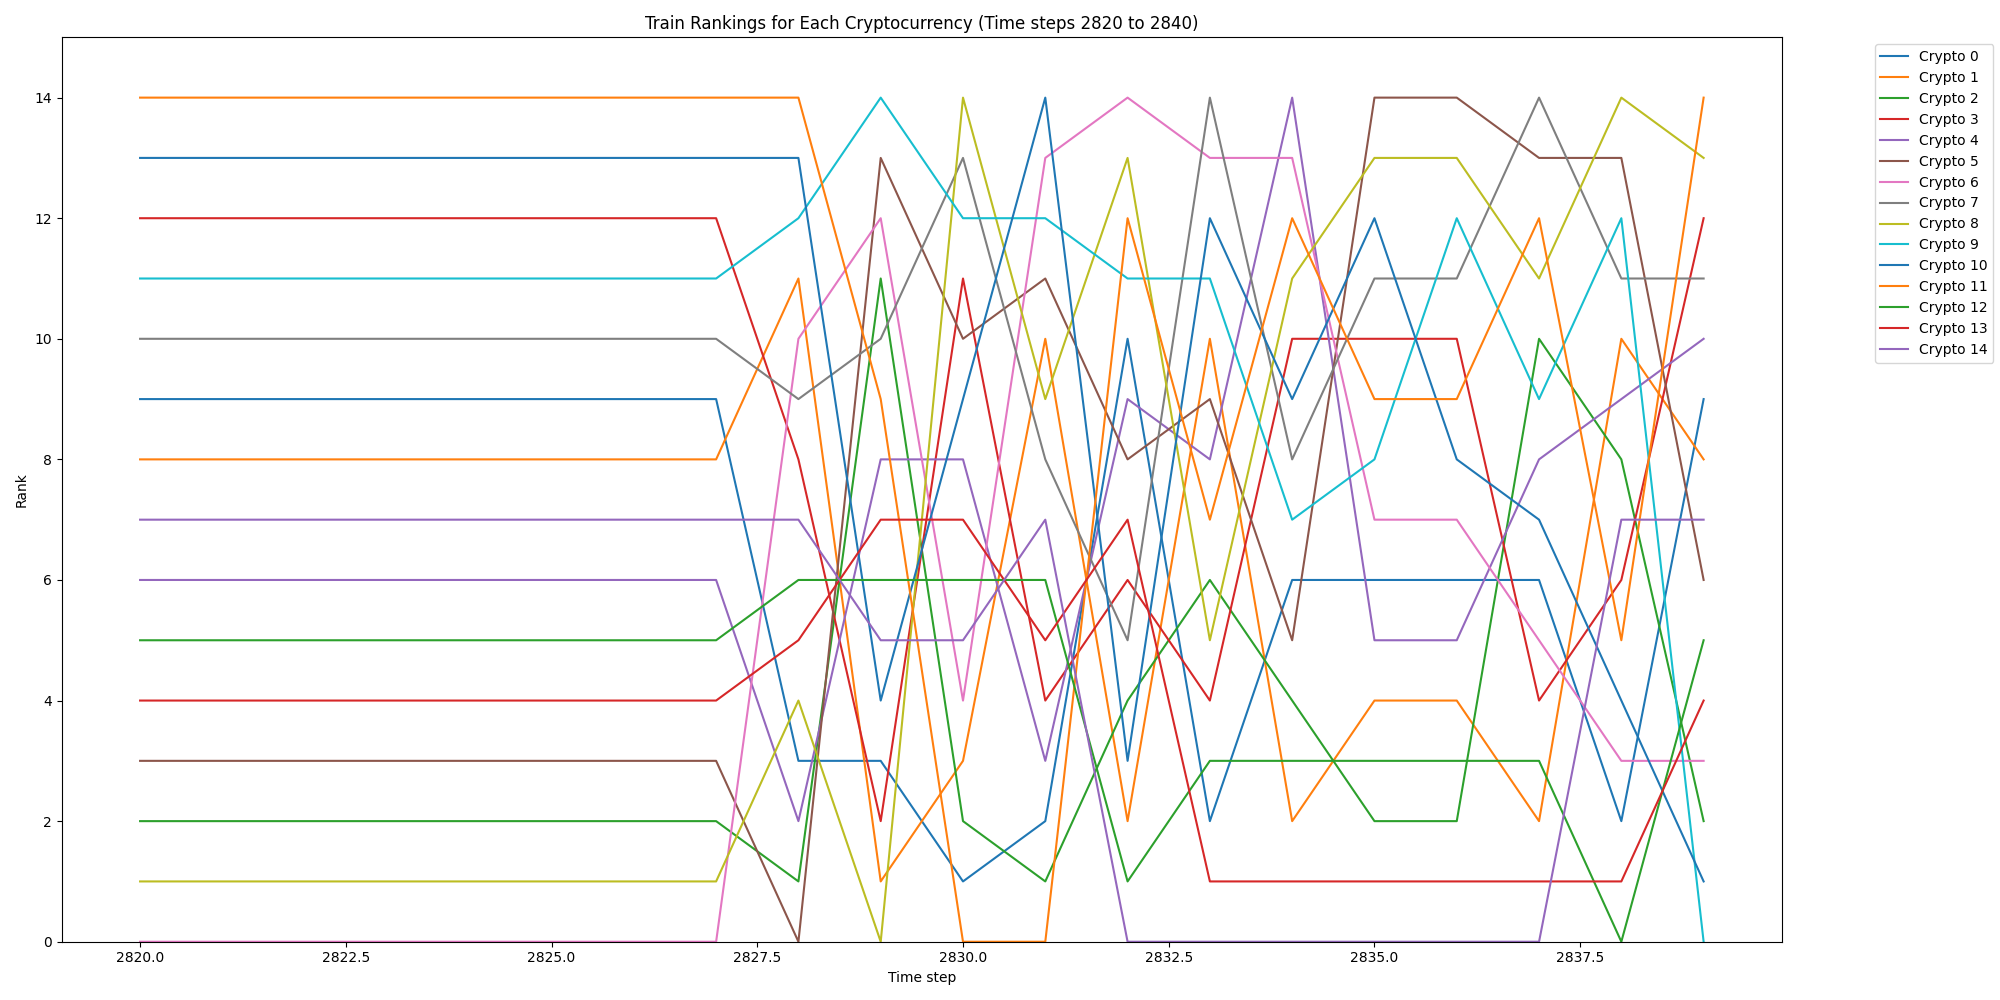 Train Rankings for Each Cryptocurrency (Time steps 2820 to 2840)
Rank
14
12
10
8
6
4
2
0
2820.0
2822.5
2825.0
2827.5
2830.0
2832.5
2835.0
2837.5
Time step
Crypto 0
Crypto 1
Crypto 2
Crypto 3
Crypto 4
Crypto 5
Crypto 6
Crypto 7
Crypto 8
Crypto 9
Crypto 10
Crypto 11
Crypto 12
Crypto 13
Crypto 14